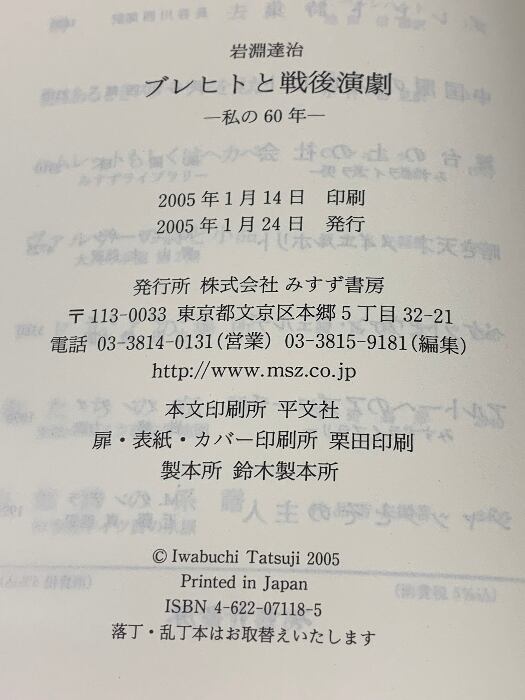 岩淵達治
ブレヒトと戦後演劇
—私の60年—
2005年1月14日 印刷
2005年1月24日 発行
発行所 株式会社 みすず書房
〒113-0033 東京都文京区本郷5丁目32-21
電話 03-3814-0131(営業) 03-3815-9181(編集)
http://www.msz.co.jp
本文印刷所 平文社
扉・表紙・カバー印刷所 栗田印刷
製本所 鈴木製本所
© Iwabuchi Tatsuji 2005
Printed in Japan
ISBN 4-622-07118-5
落丁・乱丁本はお取替えいたします